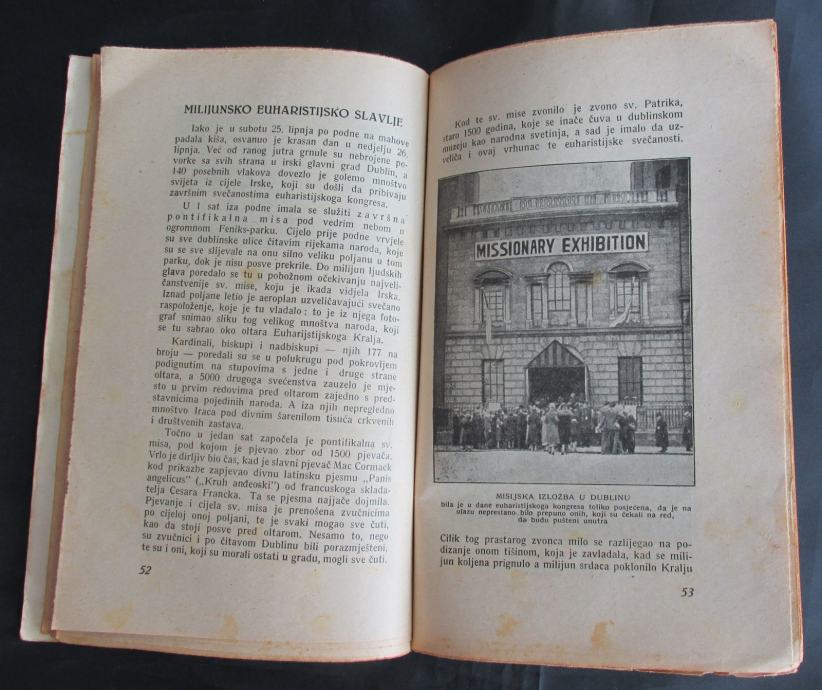 MILIJUNSKO EUHARISTIJSKO SLAVLJE
Iako je u subotu 25. lipnja po podne na mahove
padala kiša, osvanuo je krasan dan u nedjelju 26.
lipnja. Već od ranog jutra grnule su nebrojene po-
vorke sa svih strana u irski glavni grad Dublin, a
140 posebnih vlakova dovezlo je golemo mnoštvo
svijeta iz cijele Irske, koji su došli da pribivaju
završnim svečanostima euharistijskoga kongresa.
U 1 sat iza podne imala se služiti završna
pontifikalna misa pod vedrim nebom u
ogromnom Feniks-parku. Cijelo prije podne vrvjele
su sve dublinske ulice čitavim rijekama naroda, koje
su se sve slijevale na onu silno veliku poljanu u tom
parku, dok je nisu posve prekrile. Do milijun ljudskih
glava poredalo se tu u pobožnom očekivanju najveli-
čanstvenije sv. mise, koju je ikada vidjela Irska.
Iznad poljane letio je aeroplan uzveličavajući svečano
raspoloženje, koje je tu vladalo: to je iz njega foto-
graf snimao sliku tog velikog mnoštva naroda, koji
se tu sabrao oko oltara Euharijstijskoga Kralja.
Kardinali, biskupi i nadbiskupi — njih 177 na
broju — poredali su se u polukrugu pod pokrovljem
podignutim na stupovima s jedne i druge strane
oltara, a 5000 drugoga svećenstva zauzelo je mje-
sto u prvim redovima pred oltarom zajedno s pred-
stavnicima pojedinih naroda. A iza njih nepregledno
mnoštvo Iraca pod divnim šarenilom tisuća crkvenih
i društvenih zastava.
Točno u jedan sat započela je pontifikalna sv.
misa, pod kojom je pjevao zbor od 1500 pjevača.
Vrlo je dirljiv bio čas, kad je slavni pjevač Mac Cormack
kod prikazbe zapjevao divnu latinsku pjesmu „Panis
angelicus" („Kruh anđeoski") od francuskoga sklada-
telja Cesara Francka. Ta se pjesma najjače dojmila.
Pjevanje i cijela sv. misa je prenošena zvučnicima
po cijeloj onoj poljani, te je svaki mogao sve čuti,
kao da stoji posve pred oltarom. Nesamo to, nego
su zvučnici i po čitavom Dublinu bili porazmješteni,
te su i oni, koji su morali ostati u gradu, mogli sve čuti.
52
Kod te sv. mise zvonilo je zvono sv. Patrika,
staro 1500 godina, koje se inače čuva u dublinskom
muzeju kao narodna svetinja, a sad je imalo da uz-
veliča i ovaj vrhunac te euharistijske svečanosti.
MISSIONARY EXHIBITION
MISIJSKA IZLOŽBA U DUBLINU
bila je u dane euharistijskoga kongresa toliko posjećena, da je na
ulazu neprestano bilo prepuno onih, koji su čekali na red,
da budu pušteni unutra
Cilik tog prastarog zvonca milo se razlijegao na po-
dizanje onom tišinom, koja je zavladala, kad se mili-
jun koljena prignulo a milijun srdaca poklonilo Kralju
53